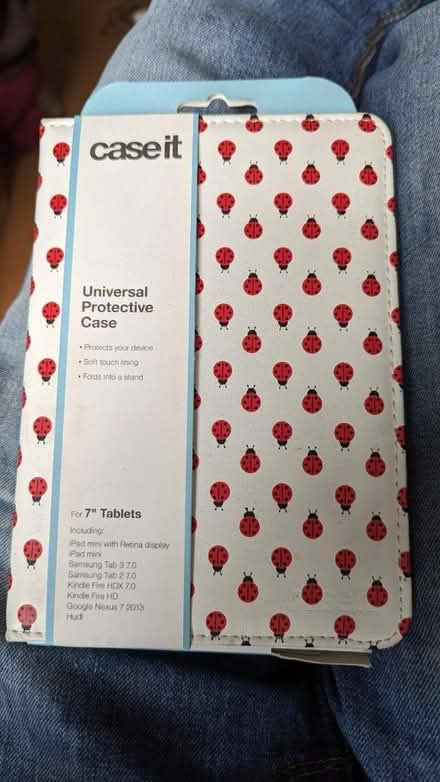 case it
Universal
Protective
Case
• Protects your device
• Soft touch lining
• Folds into a stand
For 7" Tablets
Including:
iPad mini with Retina display
iPad mini
Samsung Tab 3 7.0
Samsung Tab 2 7.0
Kindle Fire HDX 7.0
Kindle Fire HD
Google Nexus 7 2013
Hudl